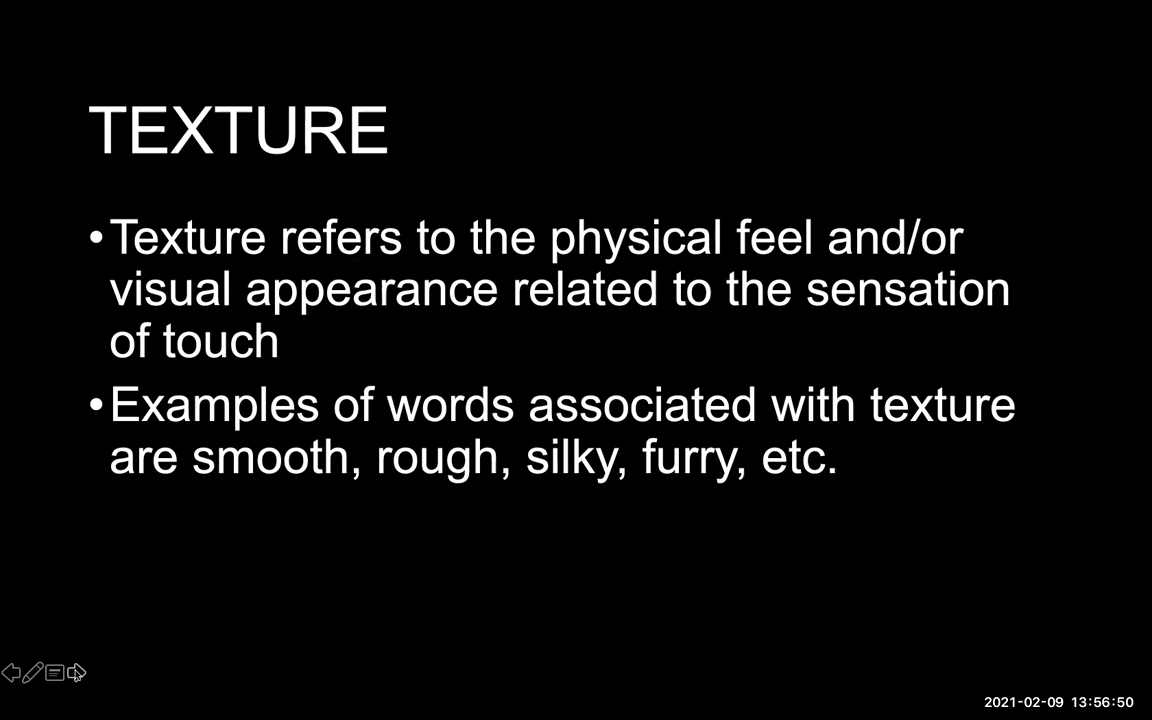 TEXTURE
•Texture refers to the physical feel and/or
visual appearance related to the sensation
of touch
•Examples of words associated with texture
are smooth, rough, silky, furry, etc.
2021-02-09 13:56:50